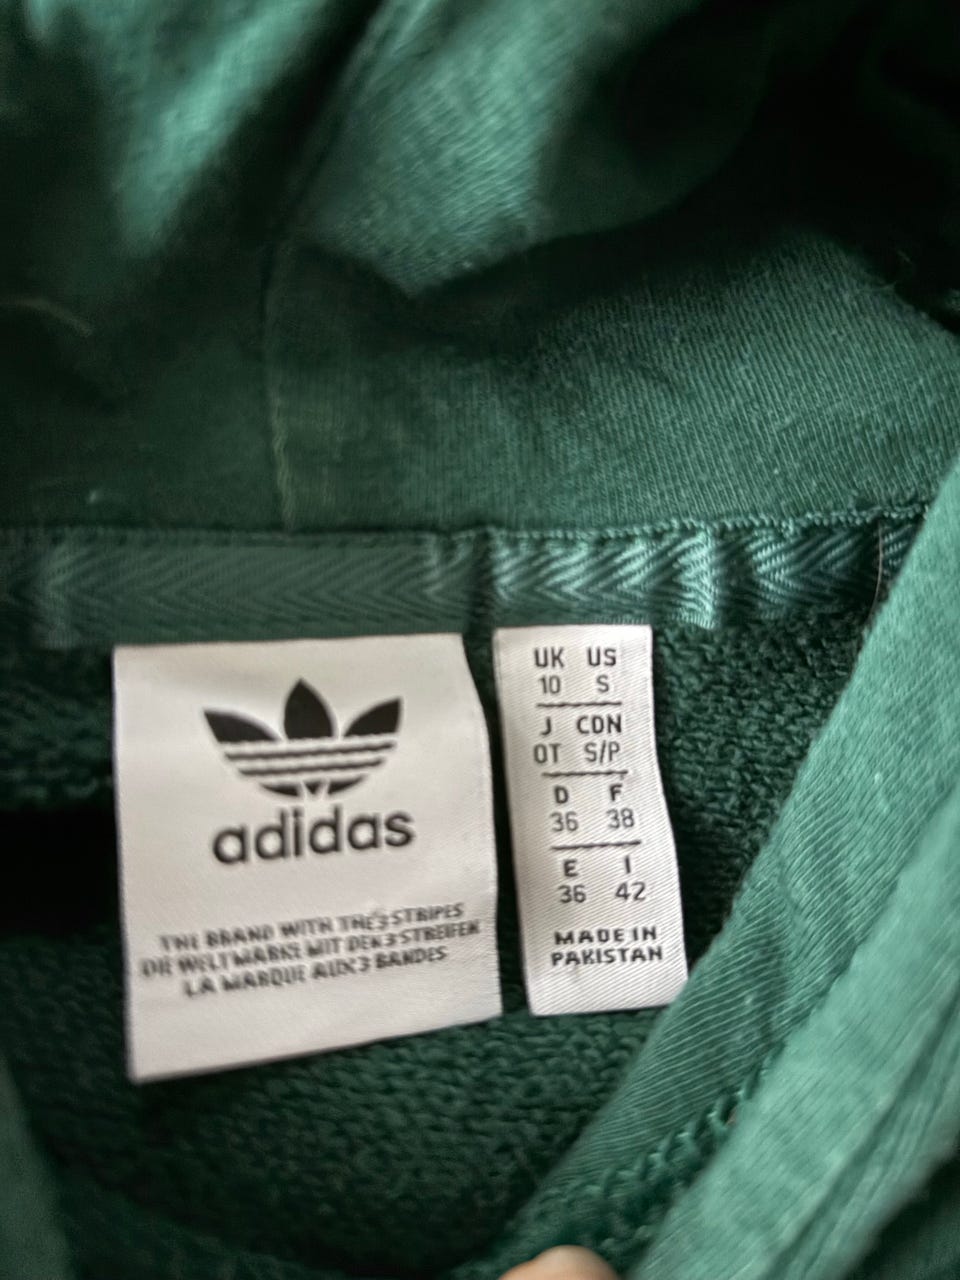 adidas
THE BRAND WITH THE 3 STRIPES
DIE WELTMARKE MIT DEN 3 STREIFEN
LA MARQUE AUX 3 BANDES
UK US
10 S
J CDN
OT S/P
D F
36 38
E I
36 42
MADE IN
PAKISTAN